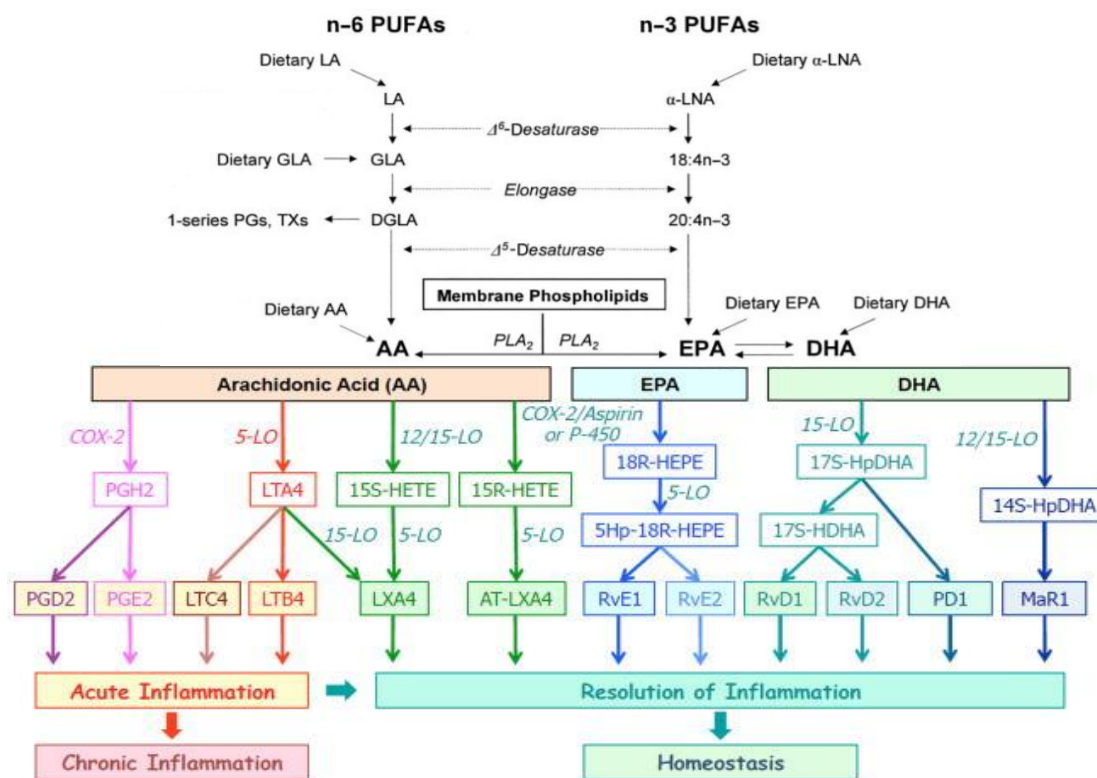 n–6 PUFAs
n–3 PUFAs
Dietary LA
Dietary α-LNA
LA
α-LNA
Δ⁶-Desaturase
Dietary GLA
GLA
18:4n–3
Elongase
1-series PGs, TXs
DGLA
20:4n–3
Δ⁵-Desaturase
Membrane Phospholipids
Dietary AA
Dietary EPA
Dietary DHA
AA
PLA₂
PLA₂
EPA
DHA
Arachidonic Acid (AA)
EPA
DHA
COX-2
5-LO
12/15-LO
COX-2/Aspirin
or P-450
15-LO
12/15-LO
PGH2
LTA4
15S-HETE
15R-HETE
18R-HEPE
17S-HpDHA
5-LO
14S-HpDHA
15-LO
5-LO
5-LO
5Hp-18R-HEPE
17S-HDHA
PGD2
PGE2
LTC4
LTB4
LXA4
AT-LXA4
RvE1
RvE2
RvD1
RvD2
PD1
MaR1
Acute Inflammation
Resolution of Inflammation
Chronic Inflammation
Homeostasis